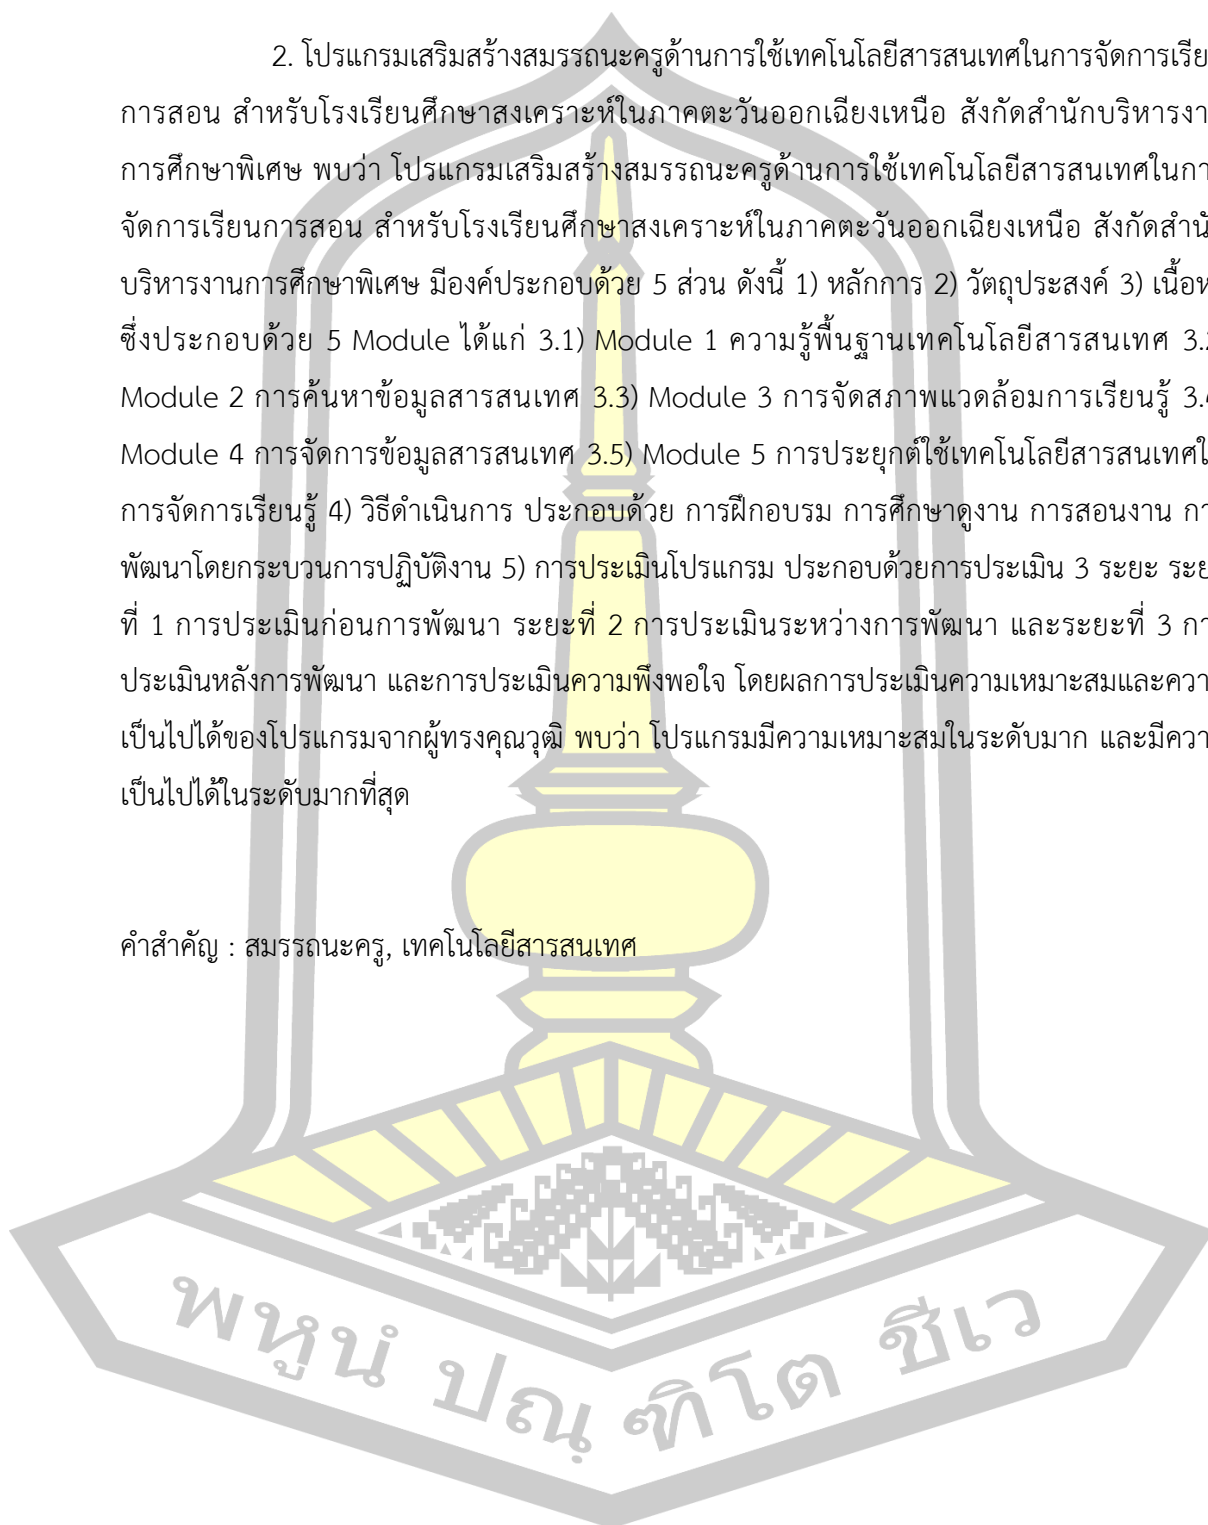 2. โปรแกรมเสริมสร้างสมรรถนะครูด้านการใช้เทคโนโลยีสารสนเทศในการจัดการเรีย
การสอน สำหรับโรงเรียนศึกษาสงเคราะห์ในภาคตะวันออกเฉียงเหนือ สังกัดสำนักบริหารงา
การศึกษาพิเศษ พบว่า โปรแกรมเสริมสร้างสมรรถนะครูด้านการใช้เทคโนโลยีสารสนเทศในกา
จัดการเรียนการสอน สำหรับโรงเรียนศึกษาสงเคราะห์ในภาคตะวันออกเฉียงเหนือ สังกัดสำนั
บริหารงานการศึกษาพิเศษ มีองค์ประกอบด้วย 5 ส่วน ดังนี้ 1) หลักการ 2) วัตถุประสงค์ 3) เนื้อห
ซึ่งประกอบด้วย 5 Module ได้แก่ 3.1) Module 1 ความรู้พื้นฐานเทคโนโลยีสารสนเทศ 3.2
Module 2 การค้นหาข้อมูลสารสนเทศ 3.3) Module 3 การจัดสภาพแวดล้อมการเรียนรู้ 3.4
Module 4 การจัดการข้อมูลสารสนเทศ 3.5) Module 5 การประยุกต์ใช้เทคโนโลยีสารสนเทศใ
การจัดการเรียนรู้ 4) วิธีดำเนินการ ประกอบด้วย การฝึกอบรม การศึกษาดูงาน การสอนงาน กา
พัฒนาโดยกระบวนการปฏิบัติงาน 5) การประเมินโปรแกรม ประกอบด้วยการประเมิน 3 ระยะ ระย
ที่ 1 การประเมินก่อนการพัฒนา ระยะที่ 2 การประเมินระหว่างการพัฒนา และระยะที่ 3 กา
ประเมินหลังการพัฒนา และการประเมินความพึงพอใจ โดยผลการประเมินความเหมาะสมและควา
เป็นไปได้ของโปรแกรมจากผู้ทรงคุณวุฒิ พบว่า โปรแกรมมีความเหมาะสมในระดับมาก และมีควา
เป็นไปได้ในระดับมากที่สุด
คำสำคัญ : สมรรถนะครู, เทคโนโลยีสารสนเทศ
พหูนํ ปณฺ ฑิโต ชีเว